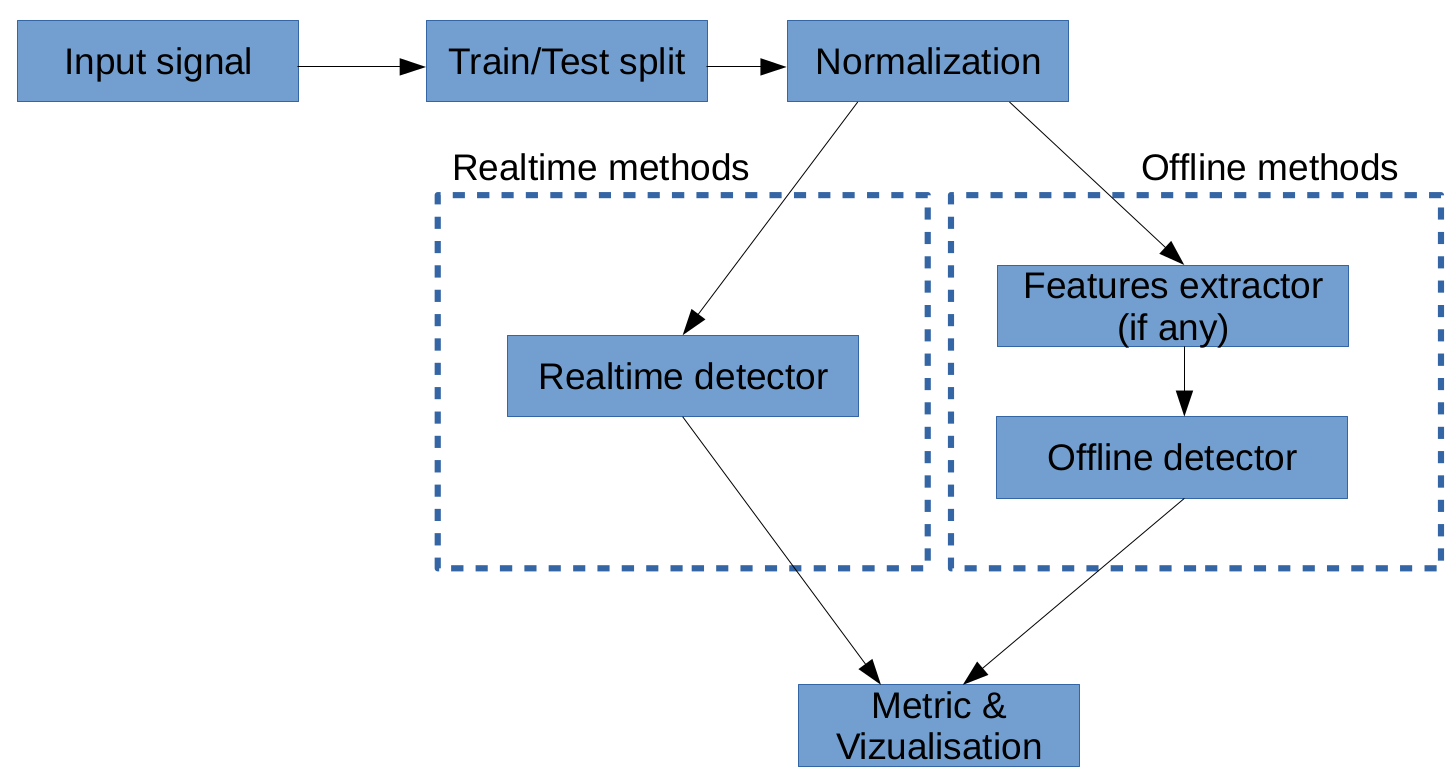 Input signal
Train/Test split
Normalization
Realtime methods
Offline methods
Features extractor
(if any)
Realtime detector
Offline detector
Metric &
Vizualisation